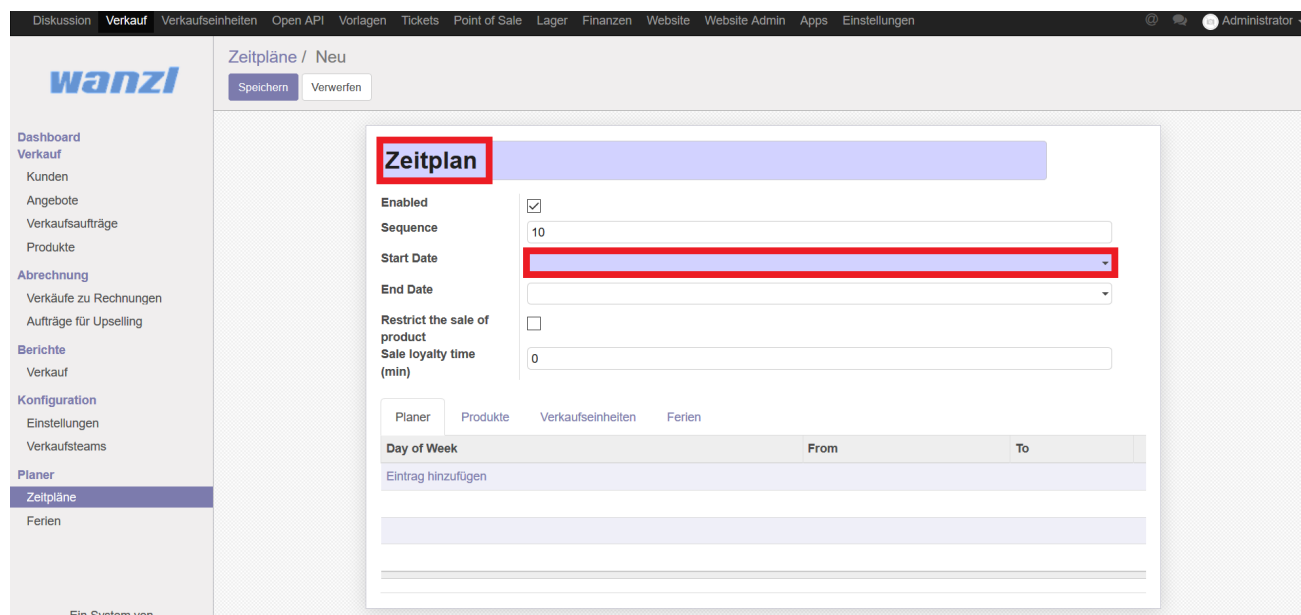 Diskussion Verkauf Verkaufseinheiten Open API Vorlagen Tickets Point of Sale Lager Finanzen Website Website Admin Apps Einstellungen @ Administrator
wanzl
Zeitpläne / Neu
Speichern Verwerfen
Dashboard
Verkauf
Kunden
Angebote
Verkaufsaufträge
Produkte
Abrechnung
Verkäufe zu Rechnungen
Aufträge für Upselling
Berichte
Verkauf
Konfiguration
Einstellungen
Verkaufsteams
Planer
Zeitpläne
Ferien
Ein System von
Zeitplan
Enabled
Sequence 10
Start Date
End Date
Restrict the sale of
product
Sale loyalty time
(min) 0
Planer Produkte Verkaufseinheiten Ferien
Day of Week From To
Eintrag hinzufügen